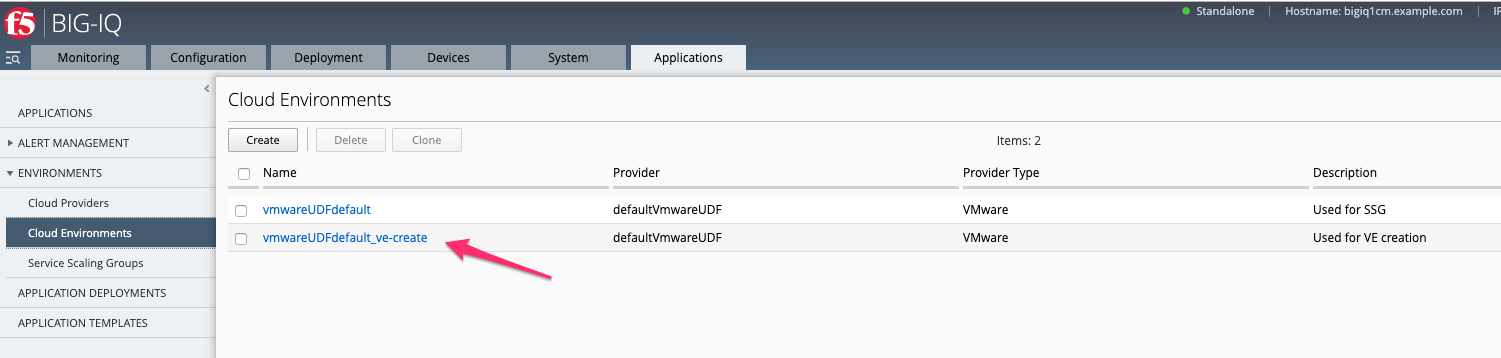 f5 BIG-IQ
Standalone Hostname: bigiq1cm.example.com
Monitoring Configuration Deployment Devices System Applications
APPLICATIONS
ALERT MANAGEMENT
ENVIRONMENTS
Cloud Providers
Cloud Environments
Service Scaling Groups
APPLICATION DEPLOYMENTS
APPLICATION TEMPLATES
Cloud Environments
Create Delete Clone Items: 2
Name Provider Provider Type Description
vmwareUDFdefault defaultVmwareUDF VMware Used for SSG
vmwareUDFdefault_ve-create defaultVmwareUDF VMware Used for VE creation